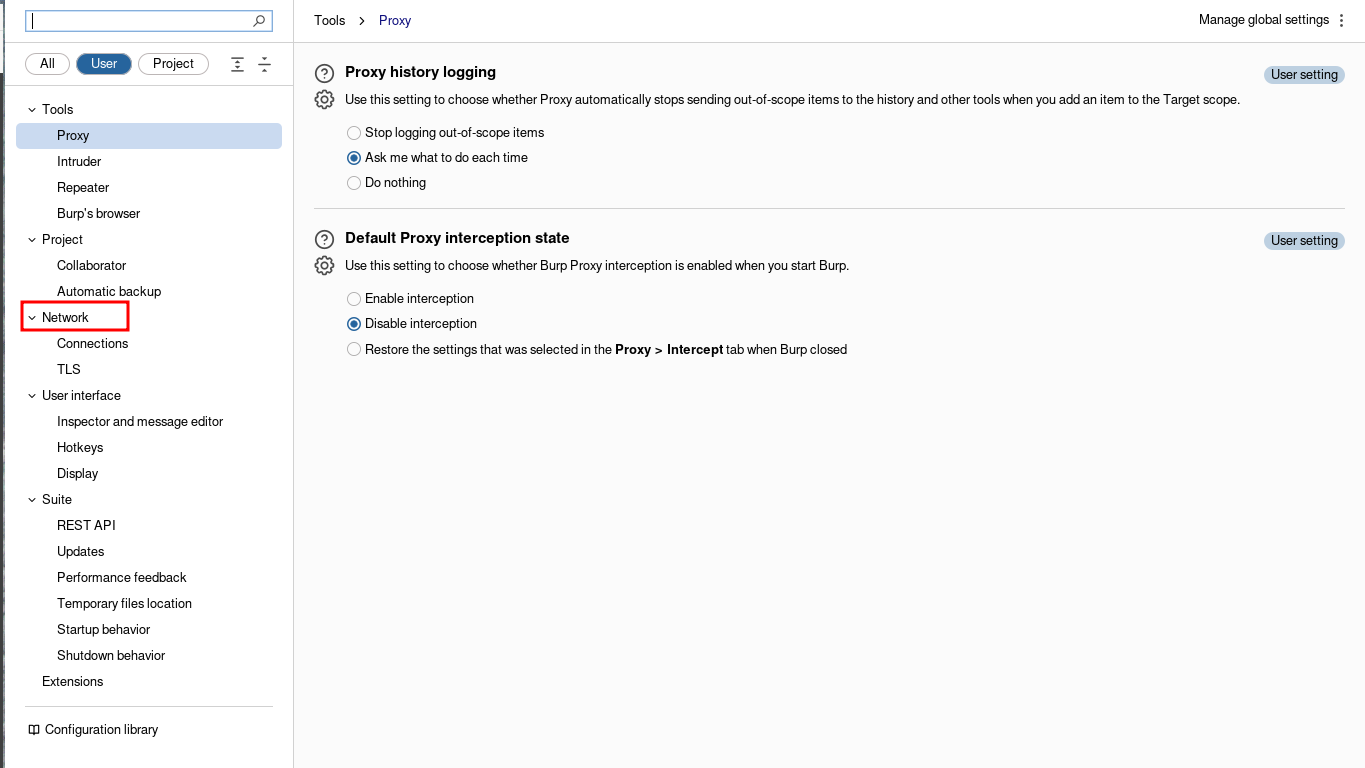 All
User
Project
Tools
Proxy
Intruder
Repeater
Burp's browser
Project
Collaborator
Automatic backup
Network
Connections
TLS
User interface
Inspector and message editor
Hotkeys
Display
Suite
REST API
Updates
Performance feedback
Temporary files location
Startup behavior
Shutdown behavior
Extensions
Configuration library
Tools > Proxy
Manage global settings
Proxy history logging
User setting
Use this setting to choose whether Proxy automatically stops sending out-of-scope items to the history and other tools when you add an item to the Target scope.
Stop logging out-of-scope items
Ask me what to do each time
Do nothing
Default Proxy interception state
User setting
Use this setting to choose whether Burp Proxy interception is enabled when you start Burp.
Enable interception
Disable interception
Restore the settings that was selected in the Proxy > Intercept tab when Burp closed